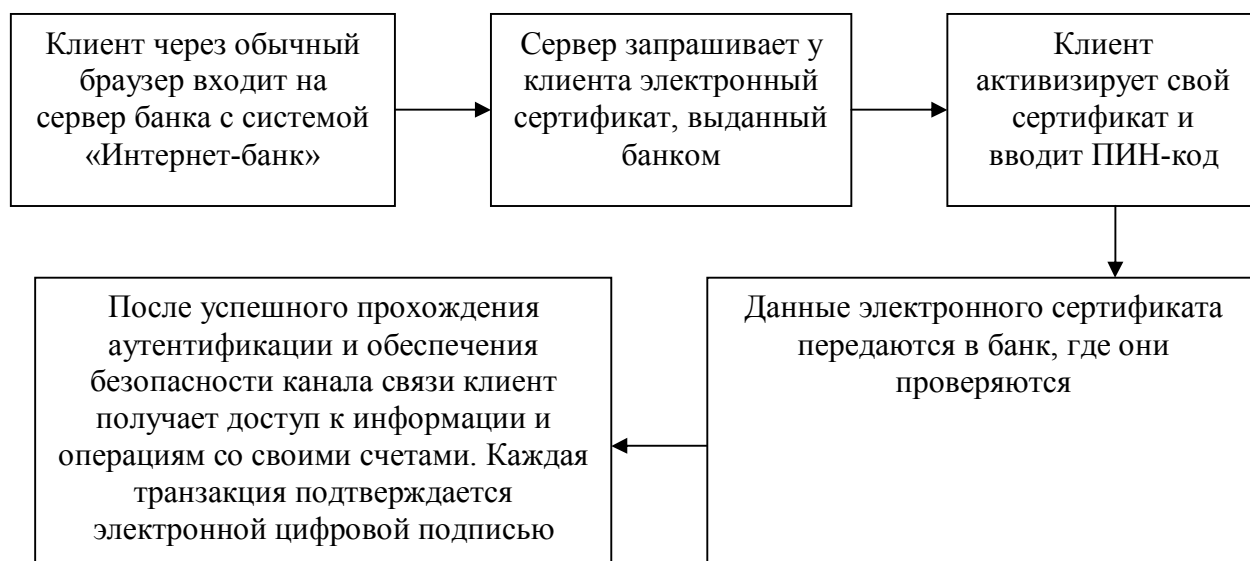 Клиент через обычный
браузер входит на
сервер банка с системой
«Интернет-банк»
Сервер запрашивает у
клиента электронный
сертификат, выданный
банком
Клиент
активизирует свой
сертификат и
вводит ПИН-код
Данные электронного сертификата
передаются в банк, где они
проверяются
После успешного прохождения
аутентификации и обеспечения
безопасности канала связи клиент
получает доступ к информации и
операциям со своими счетами. Каждая
транзакция подтверждается
электронной цифровой подписью